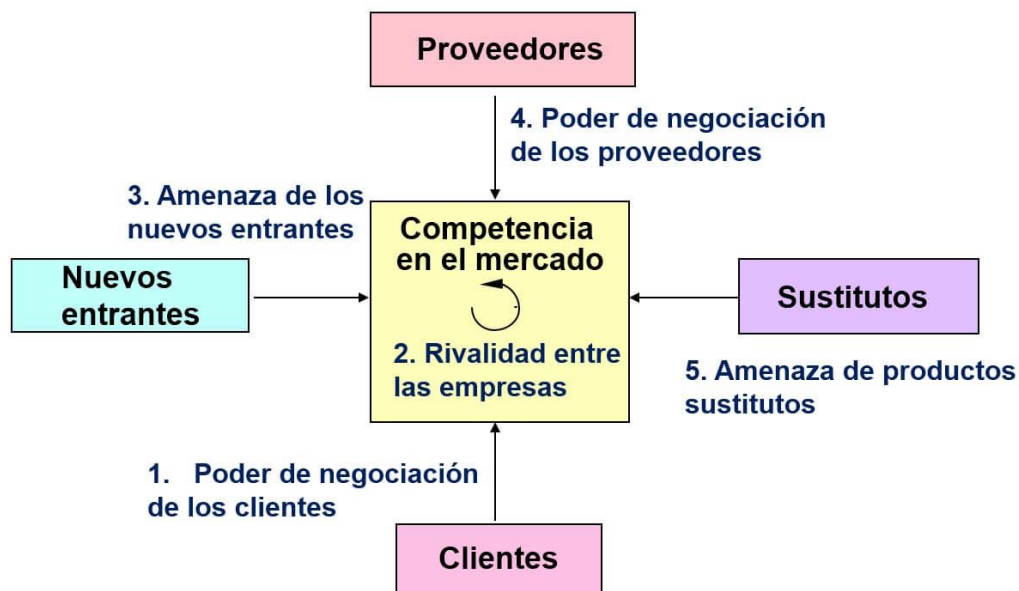 Proveedores
4. Poder de negociación
de los proveedores
3. Amenaza de los
nuevos entrantes
Competencia
en el mercado
Nuevos
entrantes
Sustitutos
2. Rivalidad entre
las empresas
5. Amenaza de productos
sustitutos
1. Poder de negociación
de los clientes
Clientes